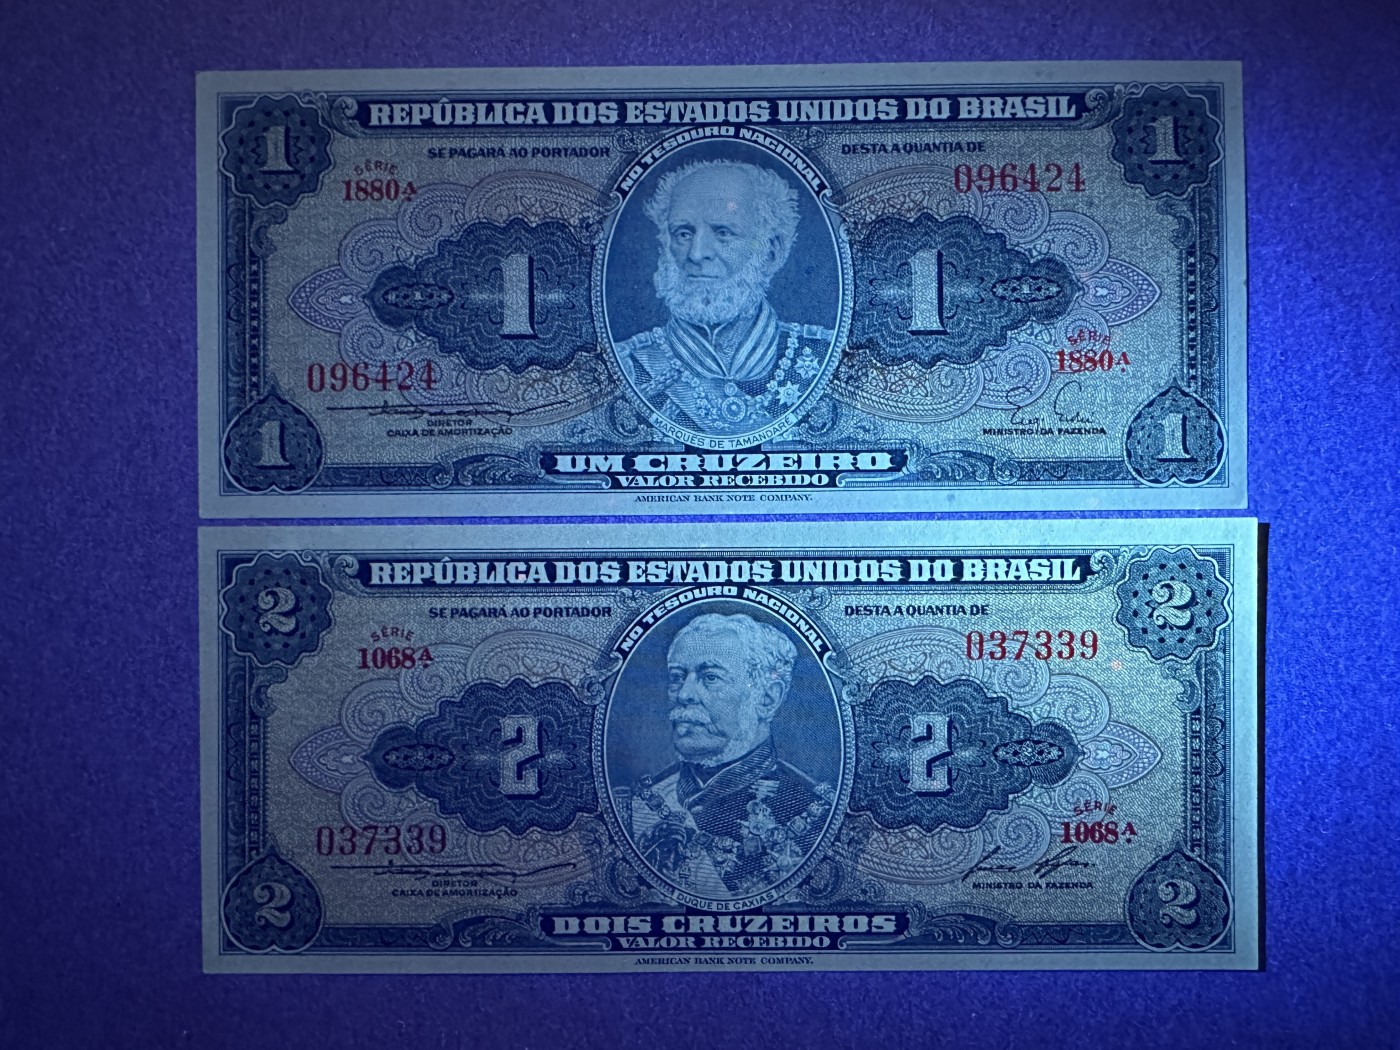 REPÚBLICA DOS ESTADOS UNIDOS DO BRASIL
1
1
SE PAGARÁ AO PORTADOR
NO TESOURO NACIONAL
DESTA A QUANTIA DE
SÉRIE
1880A
096424
1
1
096424
SÉRIE
1880A
DIRETOR
CAIXA DE AMORTIZAÇÃO
MARQUES DE TAMANDARÉ
MINISTRO DA FAZENDA
1
1
UM CRUZEIRO
VALOR RECEBIDO
AMERICAN BANK NOTE COMPANY.
REPÚBLICA DOS ESTADOS UNIDOS DO BRASIL
2
2
SE PAGARÁ AO PORTADOR
NO TESOURO NACIONAL
DESTA A QUANTIA DE
SÉRIE
1068A
037339
2
2
037339
SÉRIE
1068A
DIRETOR
CAIXA DE AMORTIZAÇÃO
DUQUE DE CAXIAS
MINISTRO DA FAZENDA
2
2
DOIS CRUZEIROS
VALOR RECEBIDO
AMERICAN BANK NOTE COMPANY.